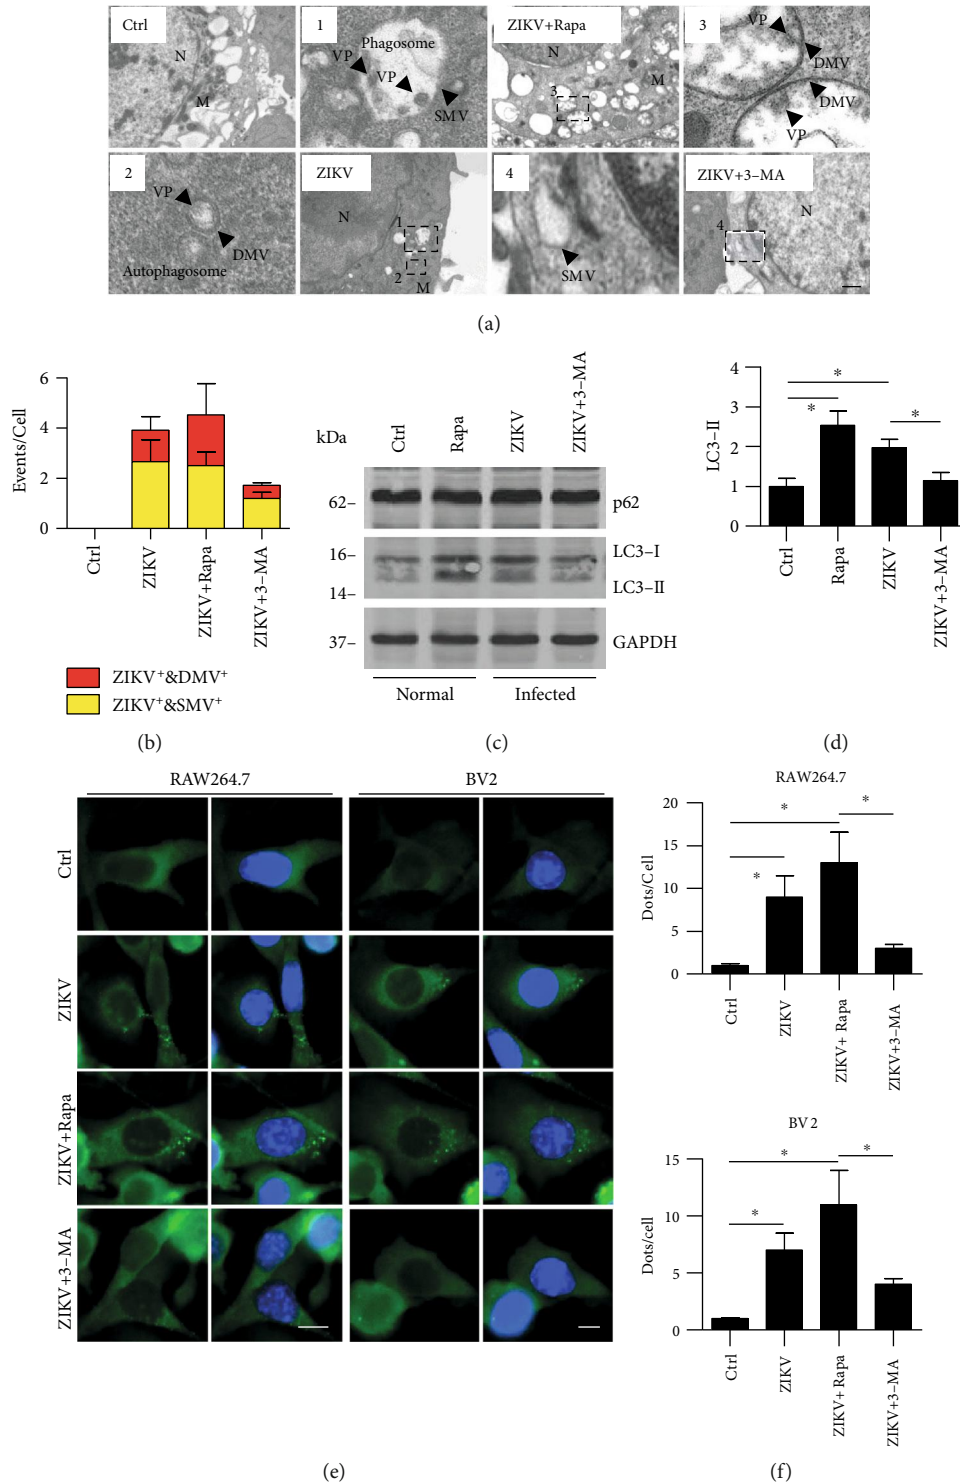 Ctrl
N
M
1
Phagosome
VP
VP
SMV
ZIKV+Rapa
N
M
3
3
VP
DMV
DMV
VP
2
VP
DMV
Autophagosome
ZIKV
N
1
2
M
4
SMV
ZIKV+3–MA
N
4
(a)
Events/Cell
6
4
2
0
Ctrl
ZIKV
ZIKV+Rapa
ZIKV+3–MA
ZIKV+&DMV+
ZIKV+&SMV+
(b)
kDa
Ctrl
Rapa
ZIKV
ZIKV+3–MA
62–
p62
16–
LC3–I
14–
LC3–II
37–
GAPDH
Normal
Infected
(c)
LC3–II
4
3
2
1
0
*
*
*
Ctrl
Rapa
ZIKV
ZIKV+3–MA
(d)
RAW264.7
BV2
Ctrl
ZIKV
ZIKV+Rapa
ZIKV+3–MA
(e)
RAW264.7
Dots/Cell
20
15
10
5
0
*
*
*
Ctrl
ZIKV
ZIKV+ Rapa
ZIKV+3–MA
BV2
Dots/cell
15
10
5
0
*
*
*
Ctrl
ZIKV
ZIKV+ Rapa
ZIKV+3–MA
(f)